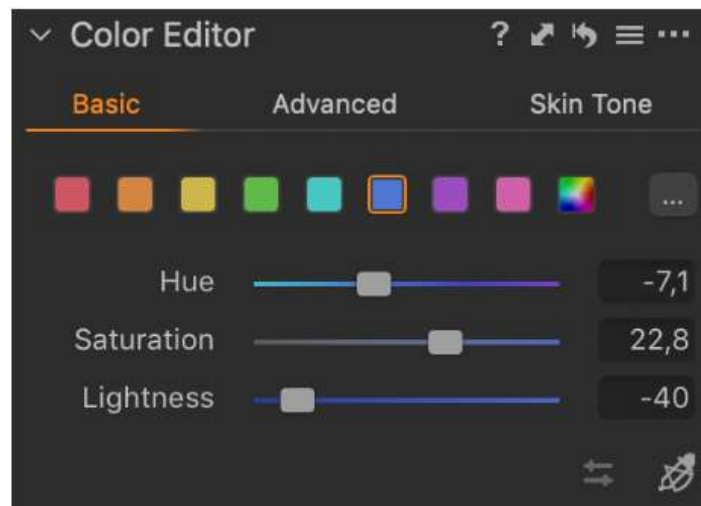 Color Editor ? ...
Basic Advanced Skin Tone
...
Hue -7,1
Saturation 22,8
Lightness -40